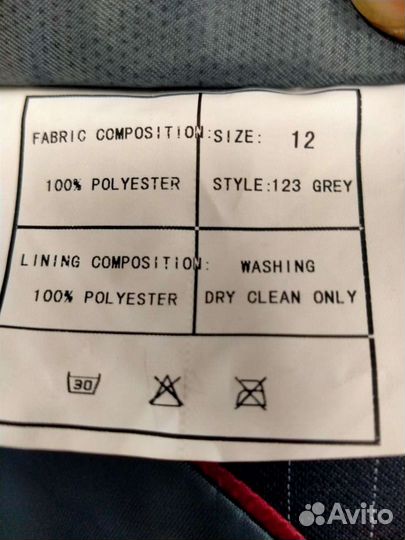 FABRIC COMPOSITION:
100% POLYESTER
SIZE: 12
STYLE:123 GREY
LINING COMPOSITION:
100% POLYESTER
WASHING
DRY CLEAN ONLY
30
Avito